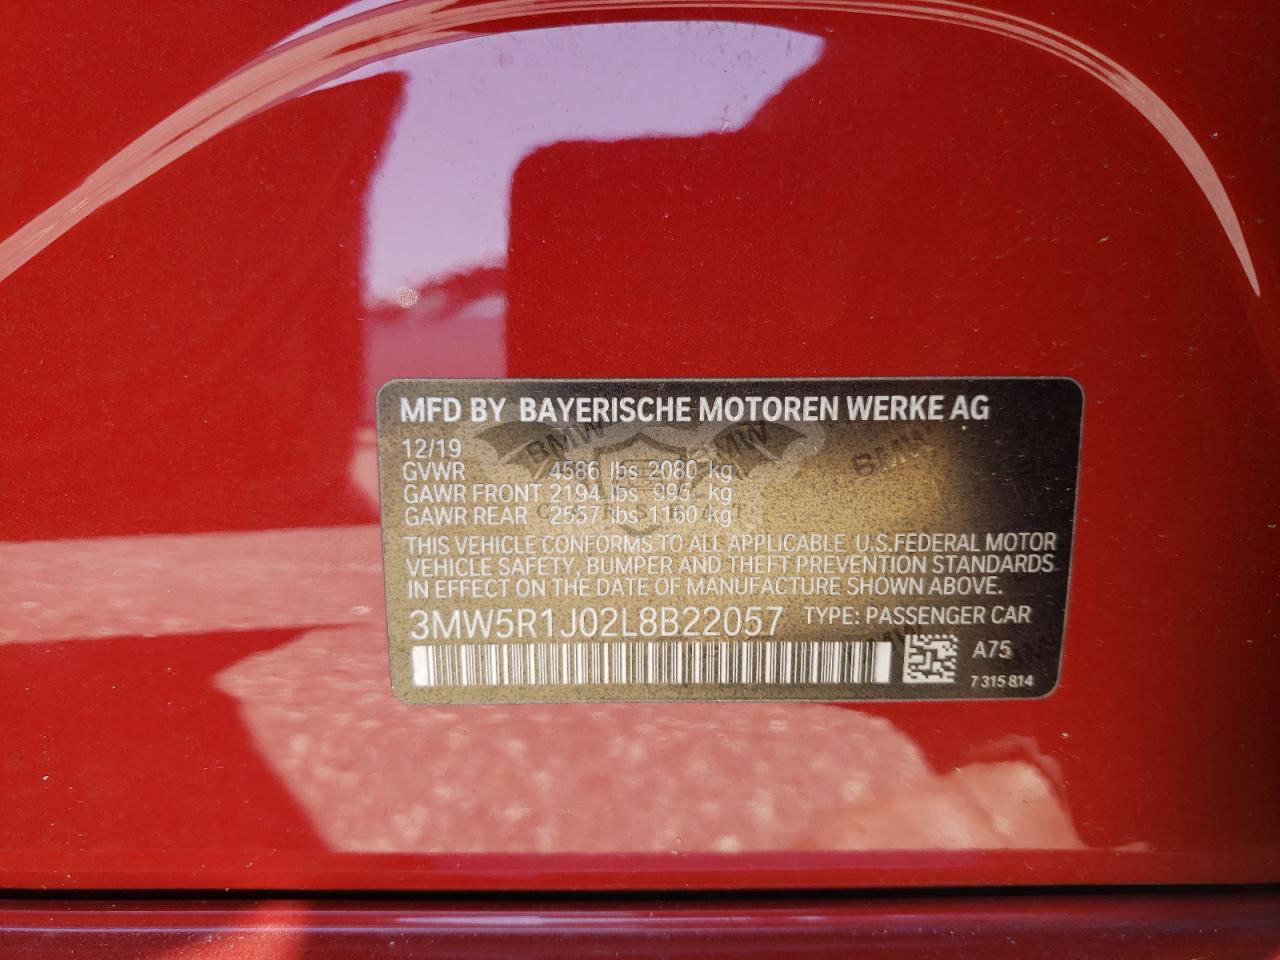 MFD BY BAYERISCHE MOTOREN WERKE AG
12/19
GVWR 4586 lbs 2080 kg
GAWR FRONT 2194 lbs 995 kg
GAWR REAR 2557 lbs 1160 kg
THIS VEHICLE CONFORMS TO ALL APPLICABLE U.S.FEDERAL MOTOR
VEHICLE SAFETY, BUMPER AND THEFT PREVENTION STANDARDS
IN EFFECT ON THE DATE OF MANUFACTURE SHOWN ABOVE.
3MW5R1J02L8B22057 TYPE: PASSENGER CAR
A75
7 315 814
BMW BMW BMW